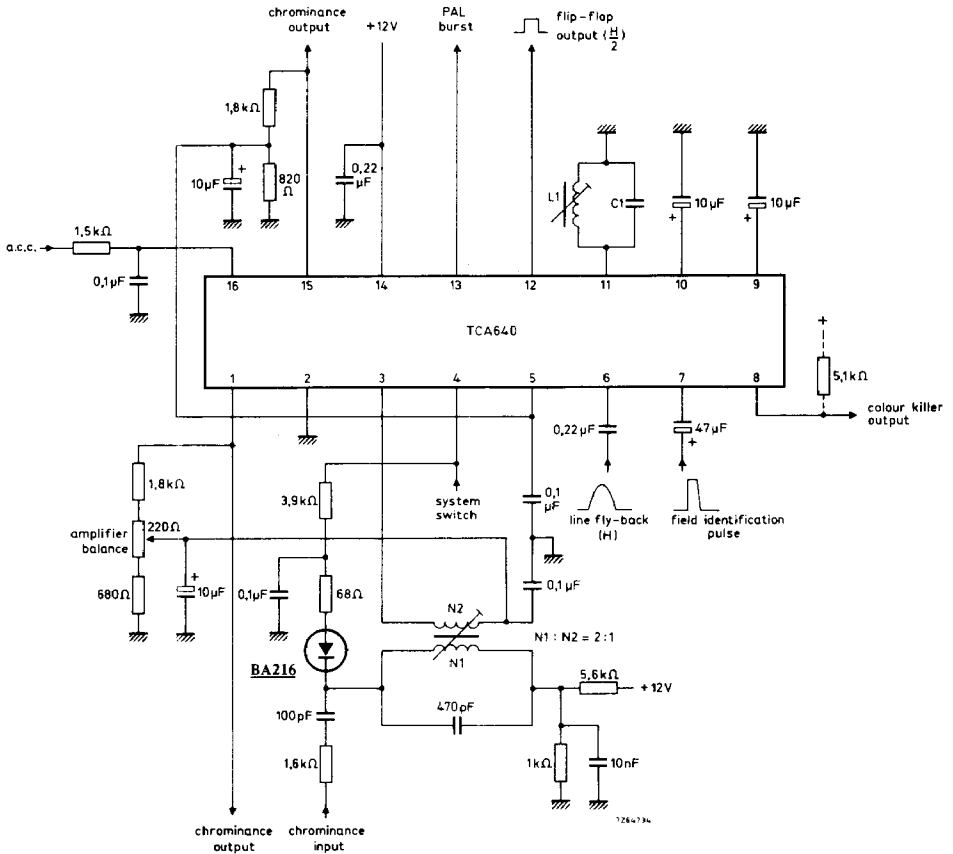 chrominance
output
+12V
PAL
burst
flip-flop
output (H/2)
1,8kΩ
10µF
+
820
Ω
0,22
µF
L1
C1
10µF
+
10µF
+
a.c.c.
1,5kΩ
0,1µF
16
15
14
13
12
11
10
9
TCA640
+
5,1kΩ
1
2
3
4
5
6
7
8
colour killer
output
0,22µF
47µF
+
1,8kΩ
3,9kΩ
system
switch
0,1
µF
line fly-back
(H)
field identification
pulse
amplifier
balance
220Ω
680Ω
+
10µF
0,1µF
68Ω
0,1µF
N2
N1
N1 : N2 = 2:1
BA216
5,6kΩ
+12V
100pF
470pF
1,6kΩ
1kΩ
10nF
7264734
chrominance
output
chrominance
input